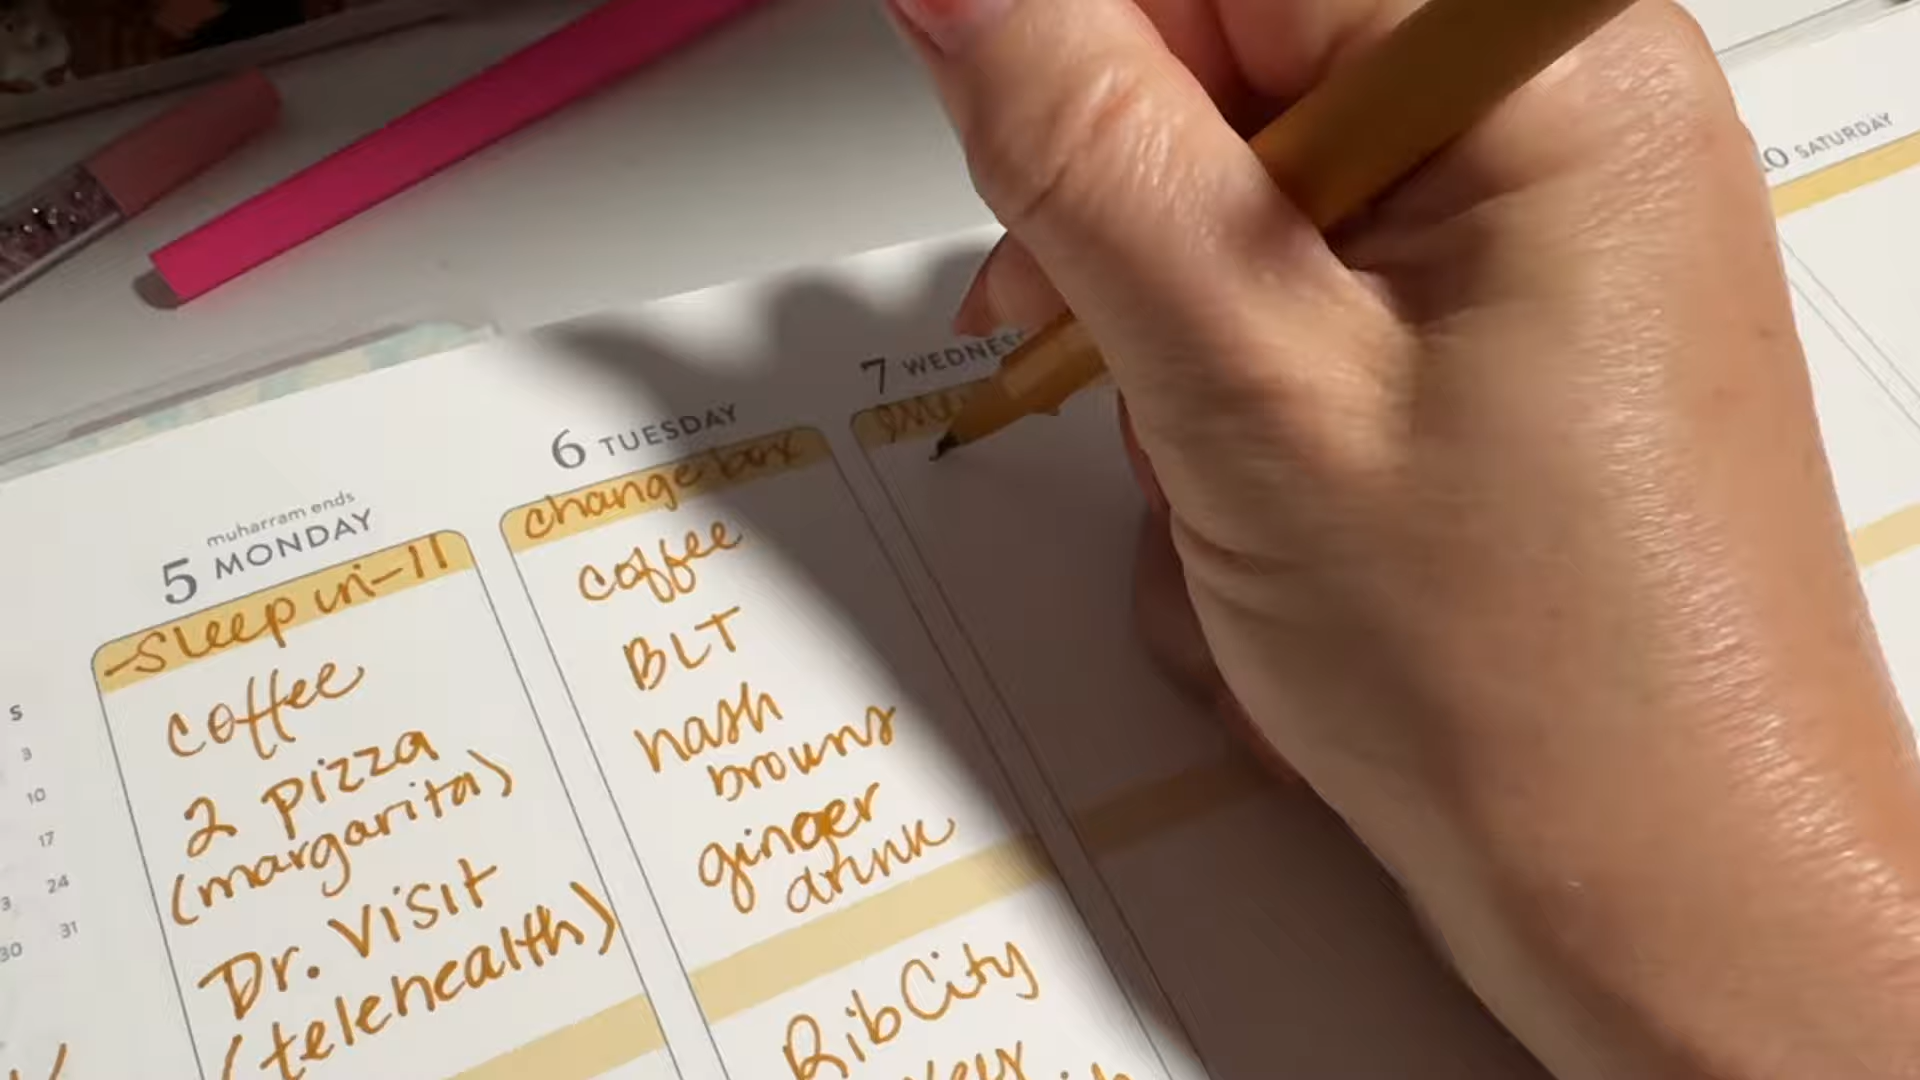 S
3
10
17
24
31
30
muharram ends
5 MONDAY
-Sleep in-11
coffee
2 pizza
(margarita)
Dr. Visit
(telehealth)
6 TUESDAY
change box
coffee
BLT
hash
browns
ginger
drink
Rib City
7 WEDNES
SATURDAY